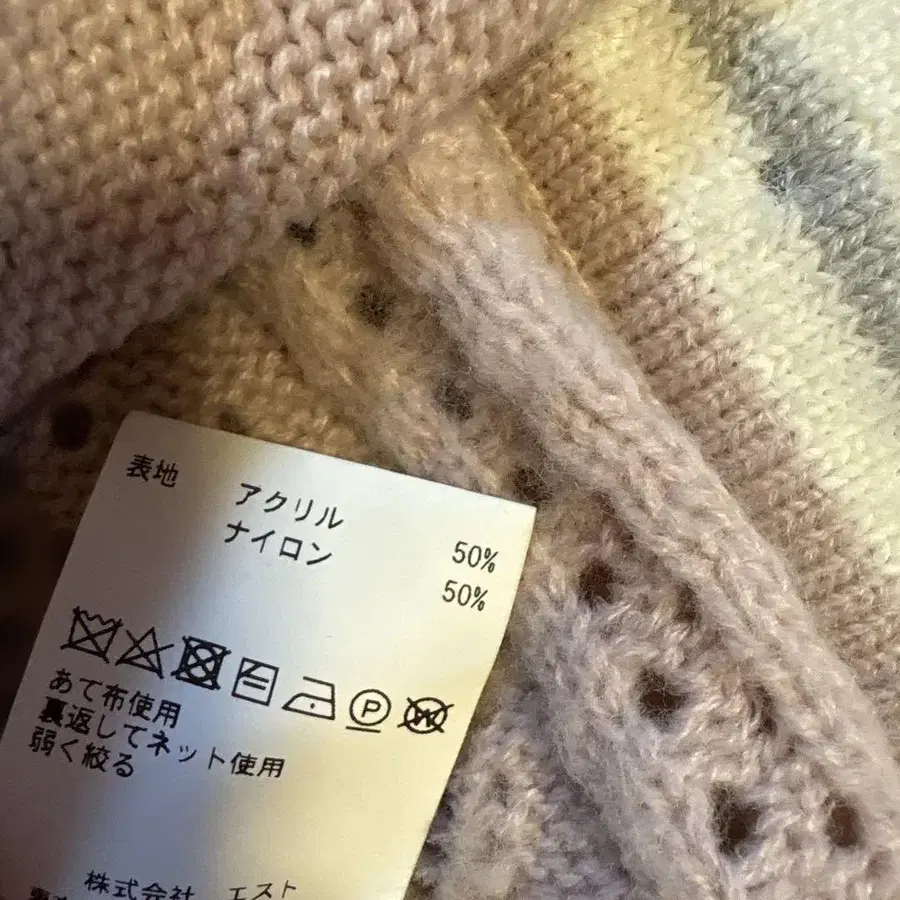 表地
アクリル 50%
ナイロン 50%
P W
あて布使用
裏返してネット使用
弱く絞る
株式会社 エスト